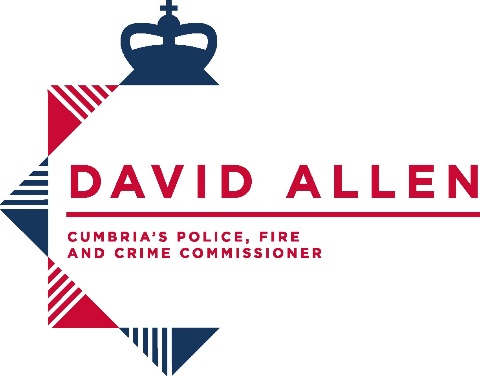 DAVID ALLEN
CUMBRIA'S POLICE, FIRE
AND CRIME COMMISSIONER